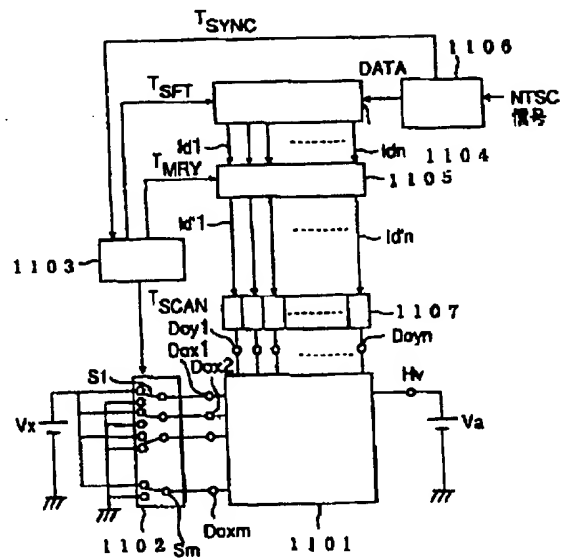 TSYNC
1106
TSFT
DATA
NTSC
信号
Id1
Idn
1104
TMRY
1105
Id'1
Id'n
1103
TSCAN
1107
Doy1
Doyn
Dox1
Dox2
S1
Hv
Vx
Va
Doxm
1102
Sm
1101